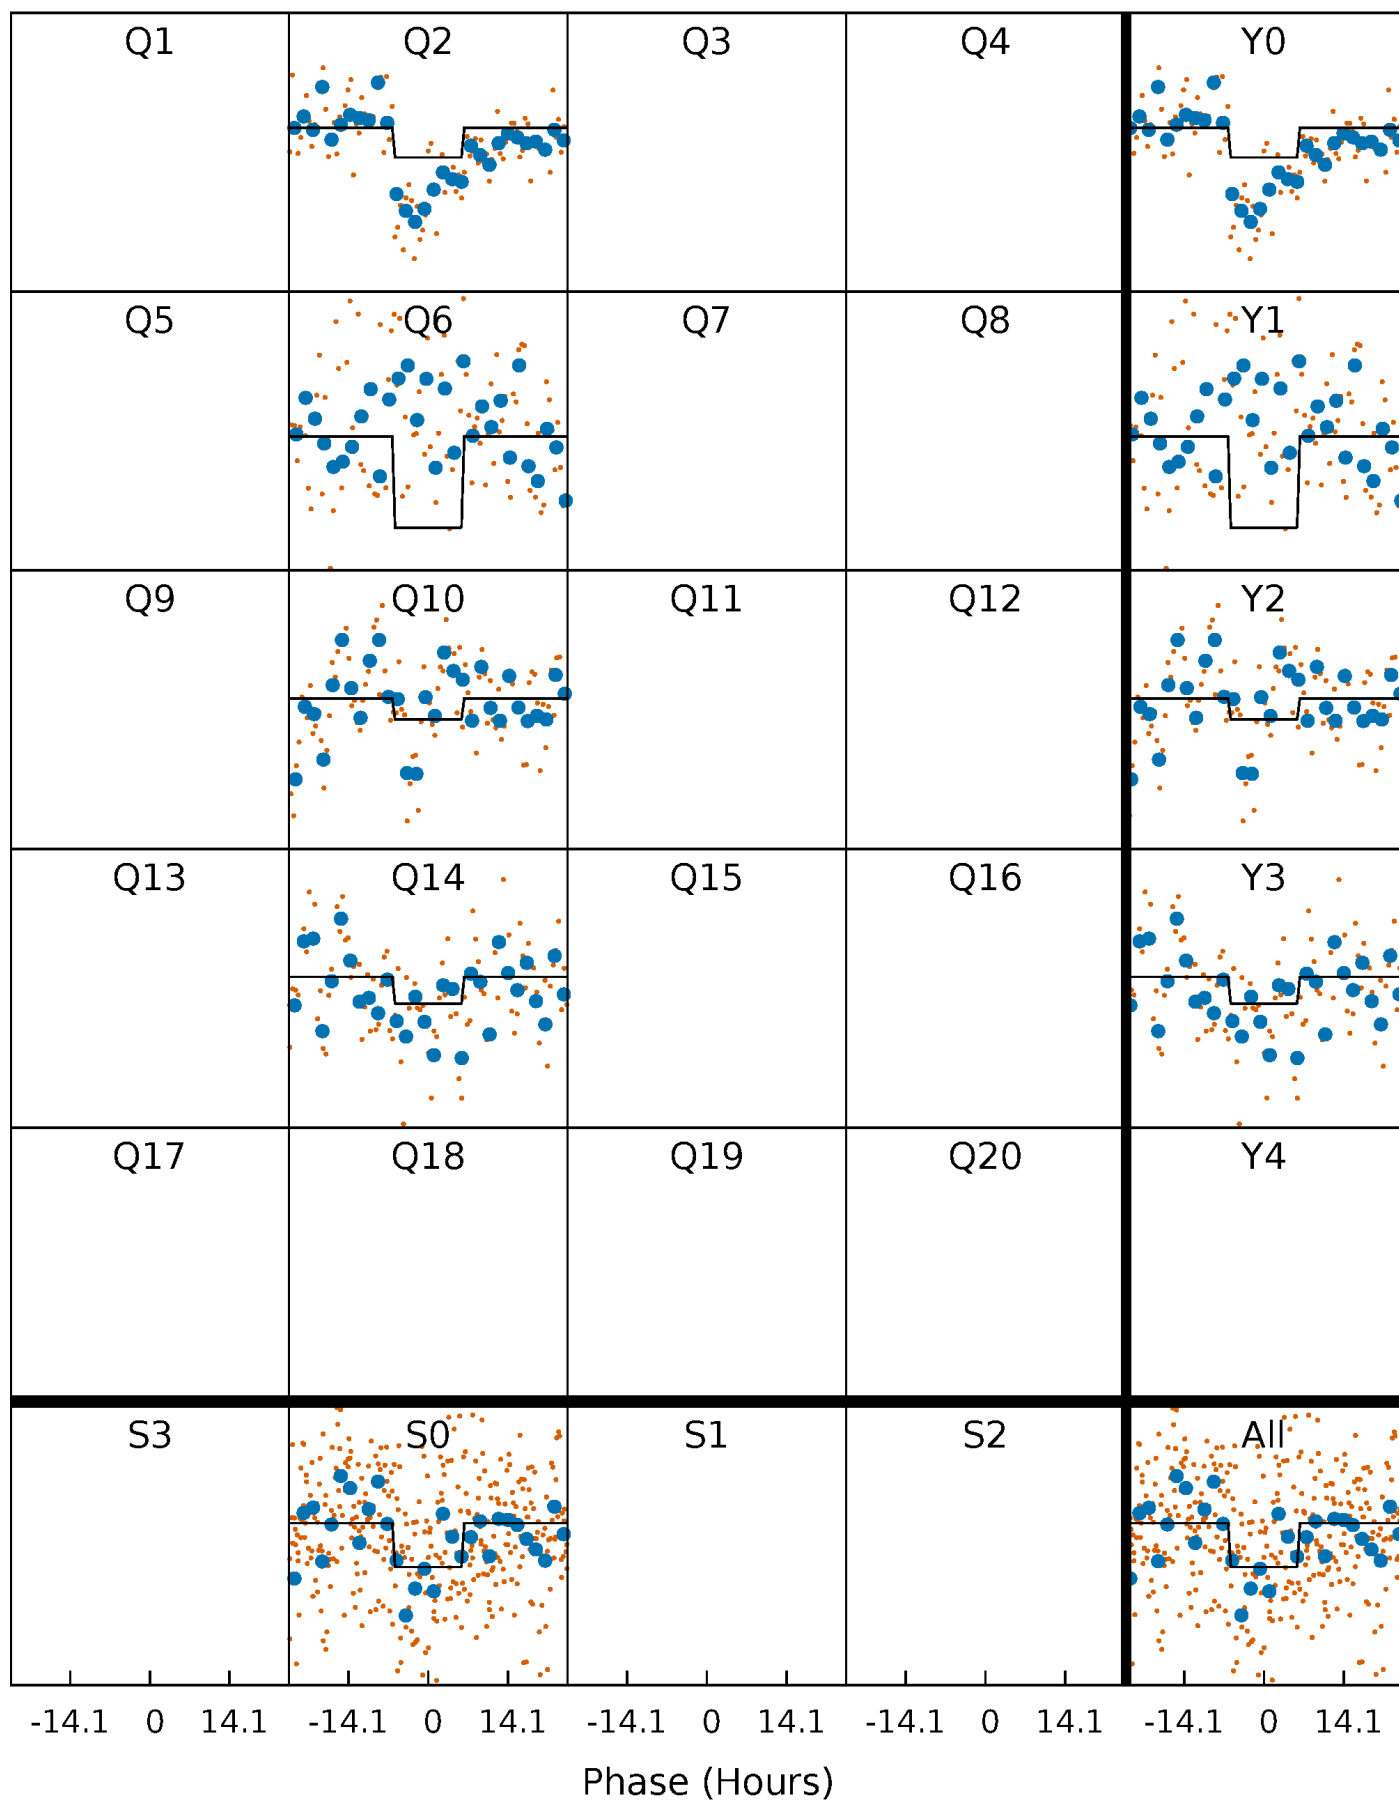 Q1 Q2 Q3 Q4 Y0
Q5 Q6 Q7 Q8 Y1
Q9 Q10 Q11 Q12 Y2
Q13 Q14 Q15 Q16 Y3
Q17 Q18 Q19 Q20 Y4
S3 S0 S1 S2 All
-14.1 0 14.1 -14.1 0 14.1 -14.1 0 14.1 -14.1 0 14.1 -14.1 0 14.1
Phase (Hours)